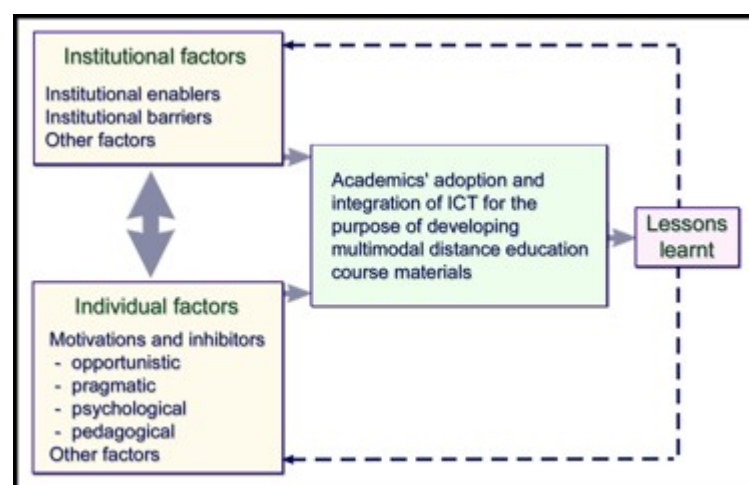 Institutional factors
Institutional enablers
Institutional barriers
Other factors
Academics' adoption and
integration of ICT for the
purpose of developing
multimodal distance education
course materials
Lessons
learnt
Individual factors
Motivations and inhibitors
- opportunistic
- pragmatic
- psychological
- pedagogical
Other factors